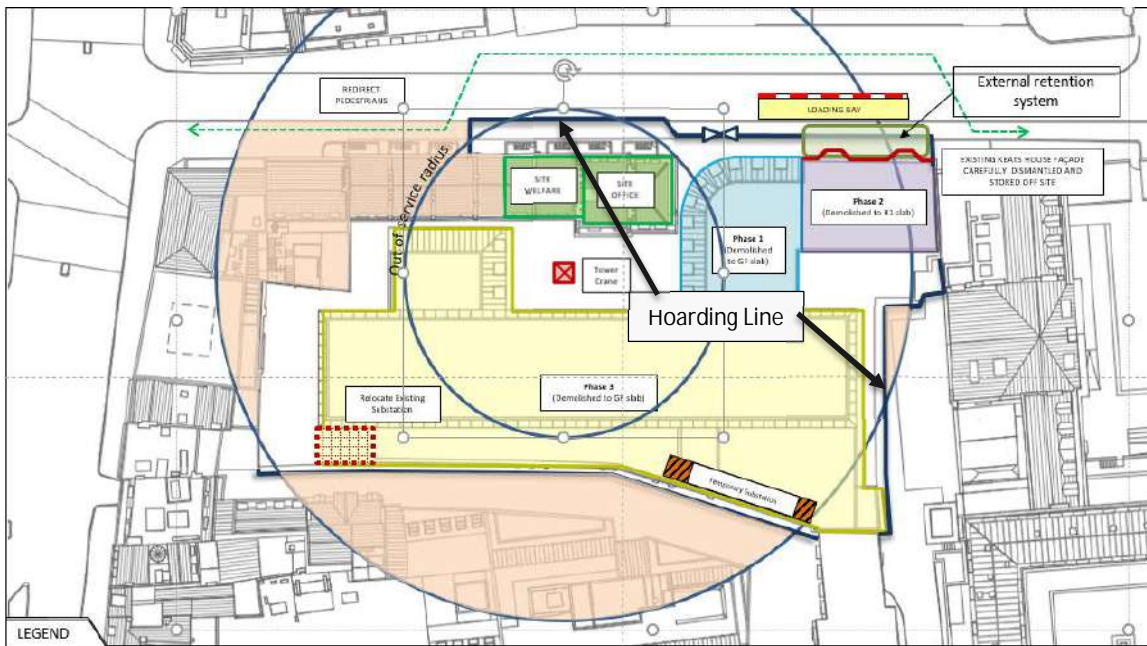 REDIRECT
PEDESTRIANS
External retention
system
LOADING BAY
EXISTING KEATS HOUSE FAÇADE
CAREFULLY DISMANTLED AND
STORED OFF SITE
Out of service radius
SITE
WELFARE
SITE
OFFICE
Phase 2
(Demolished to B1 slab)
Phase 1
(Demolished
to GF slab)
Tower
Crane
Hoarding Line
Phase 3
(Demolished to GF slab)
Relocate Existing
Substation
Temporary Substation
LEGEND